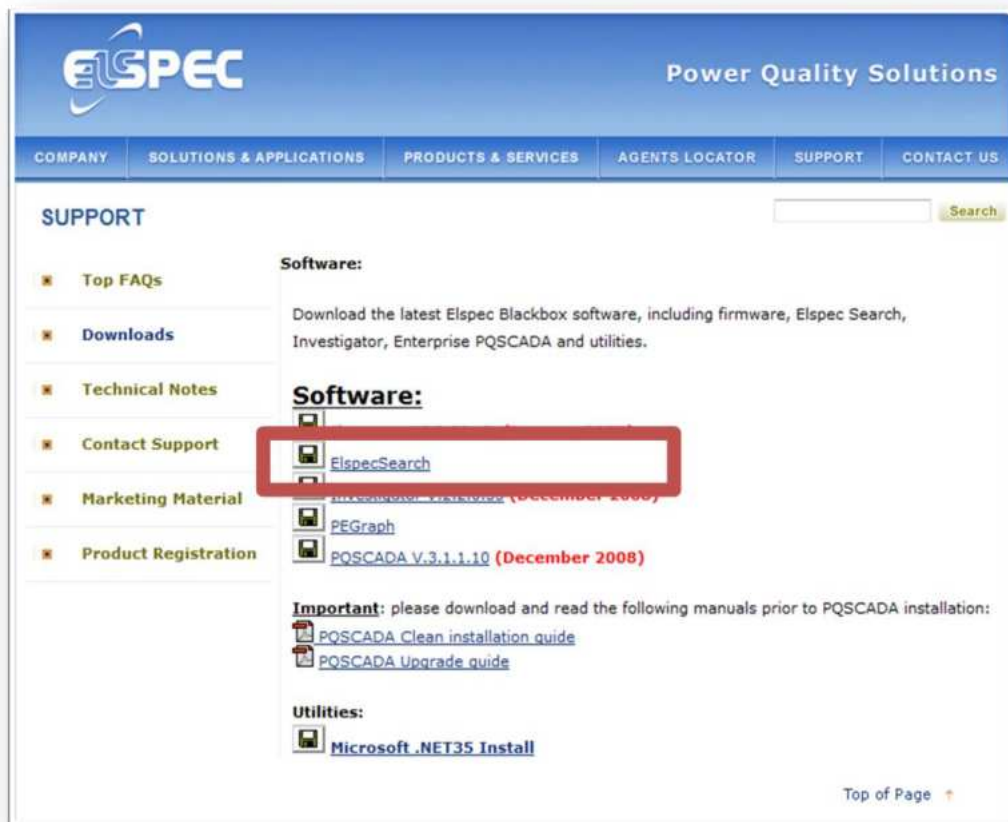 ELSPEC
Power Quality Solutions
COMPANY
SOLUTIONS & APPLICATIONS
PRODUCTS & SERVICES
AGENTS LOCATOR
SUPPORT
CONTACT US
SUPPORT
Search
Top FAQs
Downloads
Technical Notes
Contact Support
Marketing Material
Product Registration
Software:
Download the latest Elspec Blackbox software, including firmware, Elspec Search,
Investigator, Enterprise PQSCADA and utilities.
Software:
ElspecSearch
(December
PEGraph
PQSCADA V.3.1.1.10 (December 2008)
Important: please download and read the following manuals prior to PQSCADA installation:
PQSCADA Clean installation guide
PQSCADA Upgrade guide
Utilities:
Microsoft .NET35 Install
Top of Page